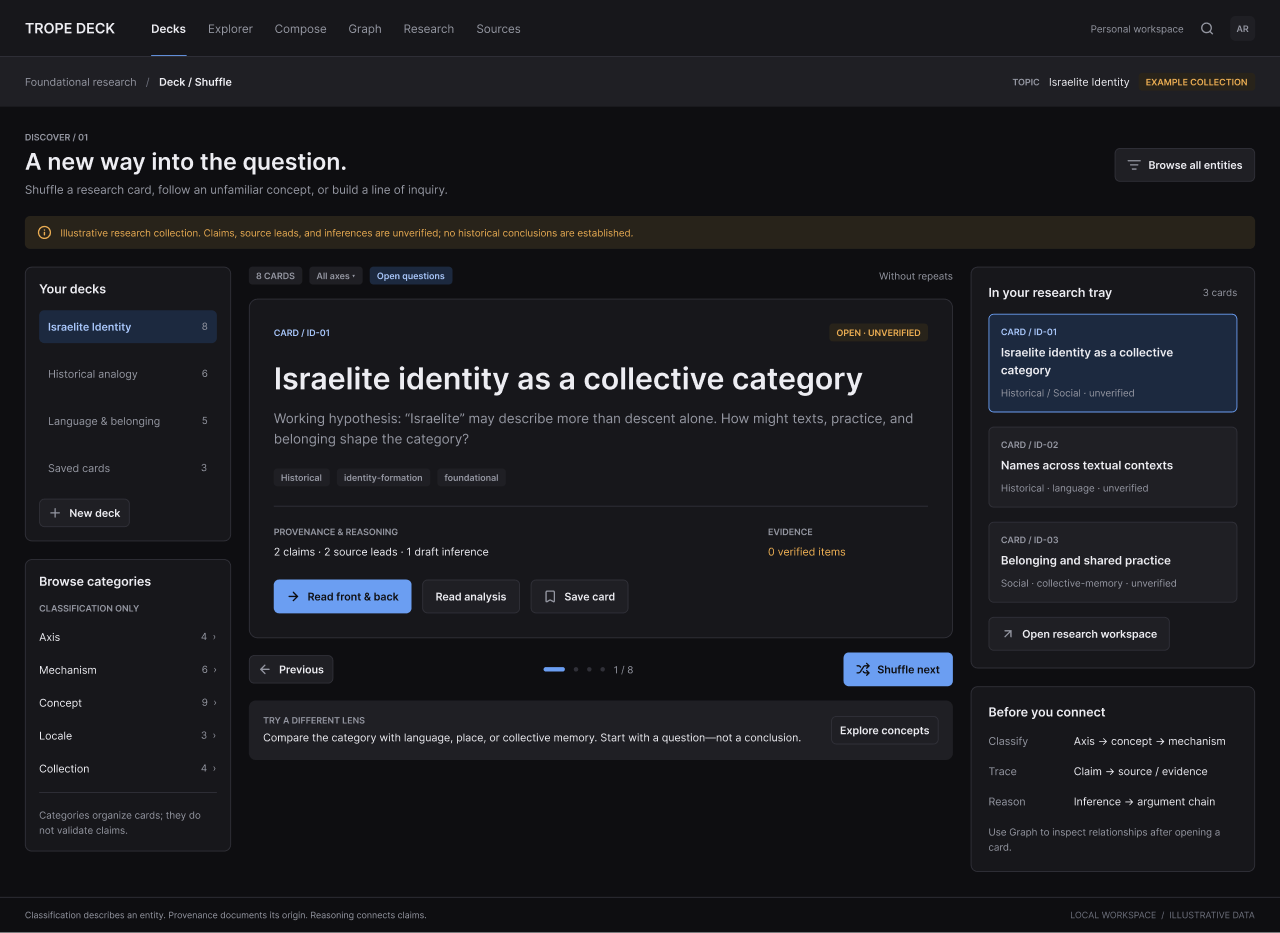 TROPE DECK Decks Explorer Compose Graph Research Sources Personal workspace AR
Foundational research / Deck / Shuffle TOPIC Israelite Identity EXAMPLE COLLECTION
DISCOVER / 01
A new way into the question.
Shuffle a research card, follow an unfamiliar concept, or build a line of inquiry.
Browse all entities
Illustrative research collection. Claims, source leads, and inferences are unverified; no historical conclusions are established.
Your decks
Israelite Identity 8
Historical analogy 6
Language & belonging 5
Saved cards 3
New deck
Browse categories
CLASSIFICATION ONLY
Axis 4 ›
Mechanism 6 ›
Concept 9 ›
Locale 3 ›
Collection 4 ›
Categories organize cards; they do
not validate claims.
8 CARDS All axes • Open questions Without repeats
CARD / ID-01 OPEN · UNVERIFIED
Israelite identity as a collective category
Working hypothesis: “Israelite” may describe more than descent alone. How might texts, practice, and
belonging shape the category?
Historical identity-formation foundational
PROVENANCE & REASONING EVIDENCE
2 claims · 2 source leads · 1 draft inference 0 verified items
→ Read front & back Read analysis Save card
← Previous 1 / 8 Shuffle next
TRY A DIFFERENT LENS
Compare the category with language, place, or collective memory. Start with a question—not a conclusion.
Explore concepts
In your research tray 3 cards
CARD / ID-01
Israelite identity as a collective
category
Historical / Social · unverified
CARD / ID-02
Names across textual contexts
Historical · language · unverified
CARD / ID-03
Belonging and shared practice
Social · collective-memory · unverified
Open research workspace
Before you connect
Classify Axis → concept → mechanism
Trace Claim → source / evidence
Reason Inference → argument chain
Use Graph to inspect relationships after opening a
card.
Classification describes an entity. Provenance documents its origin. Reasoning connects claims. LOCAL WORKSPACE / ILLUSTRATIVE DATA